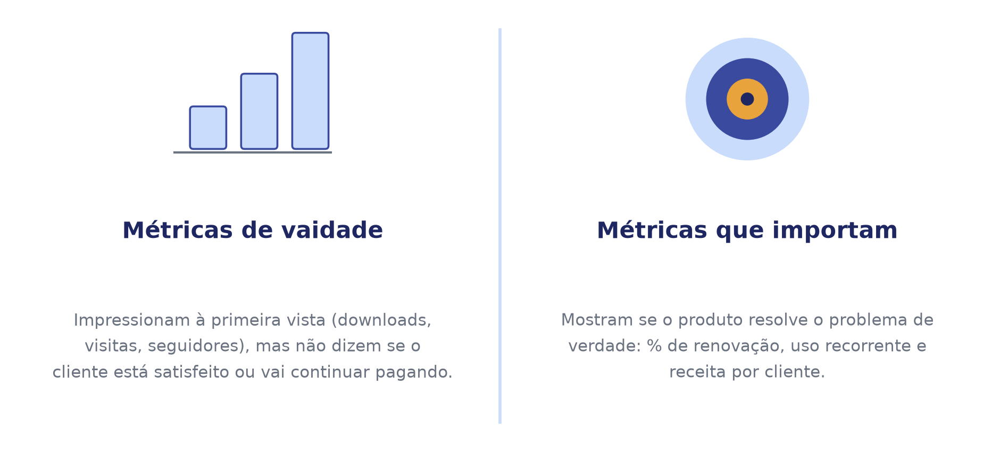 Métricas de vaidade
Impressionam à primeira vista (downloads,
visitas, seguidores), mas não dizem se o
cliente está satisfeito ou vai continuar pagando.
Métricas que importam
Mostram se o produto resolve o problema de
verdade: % de renovação, uso recorrente e
receita por cliente.